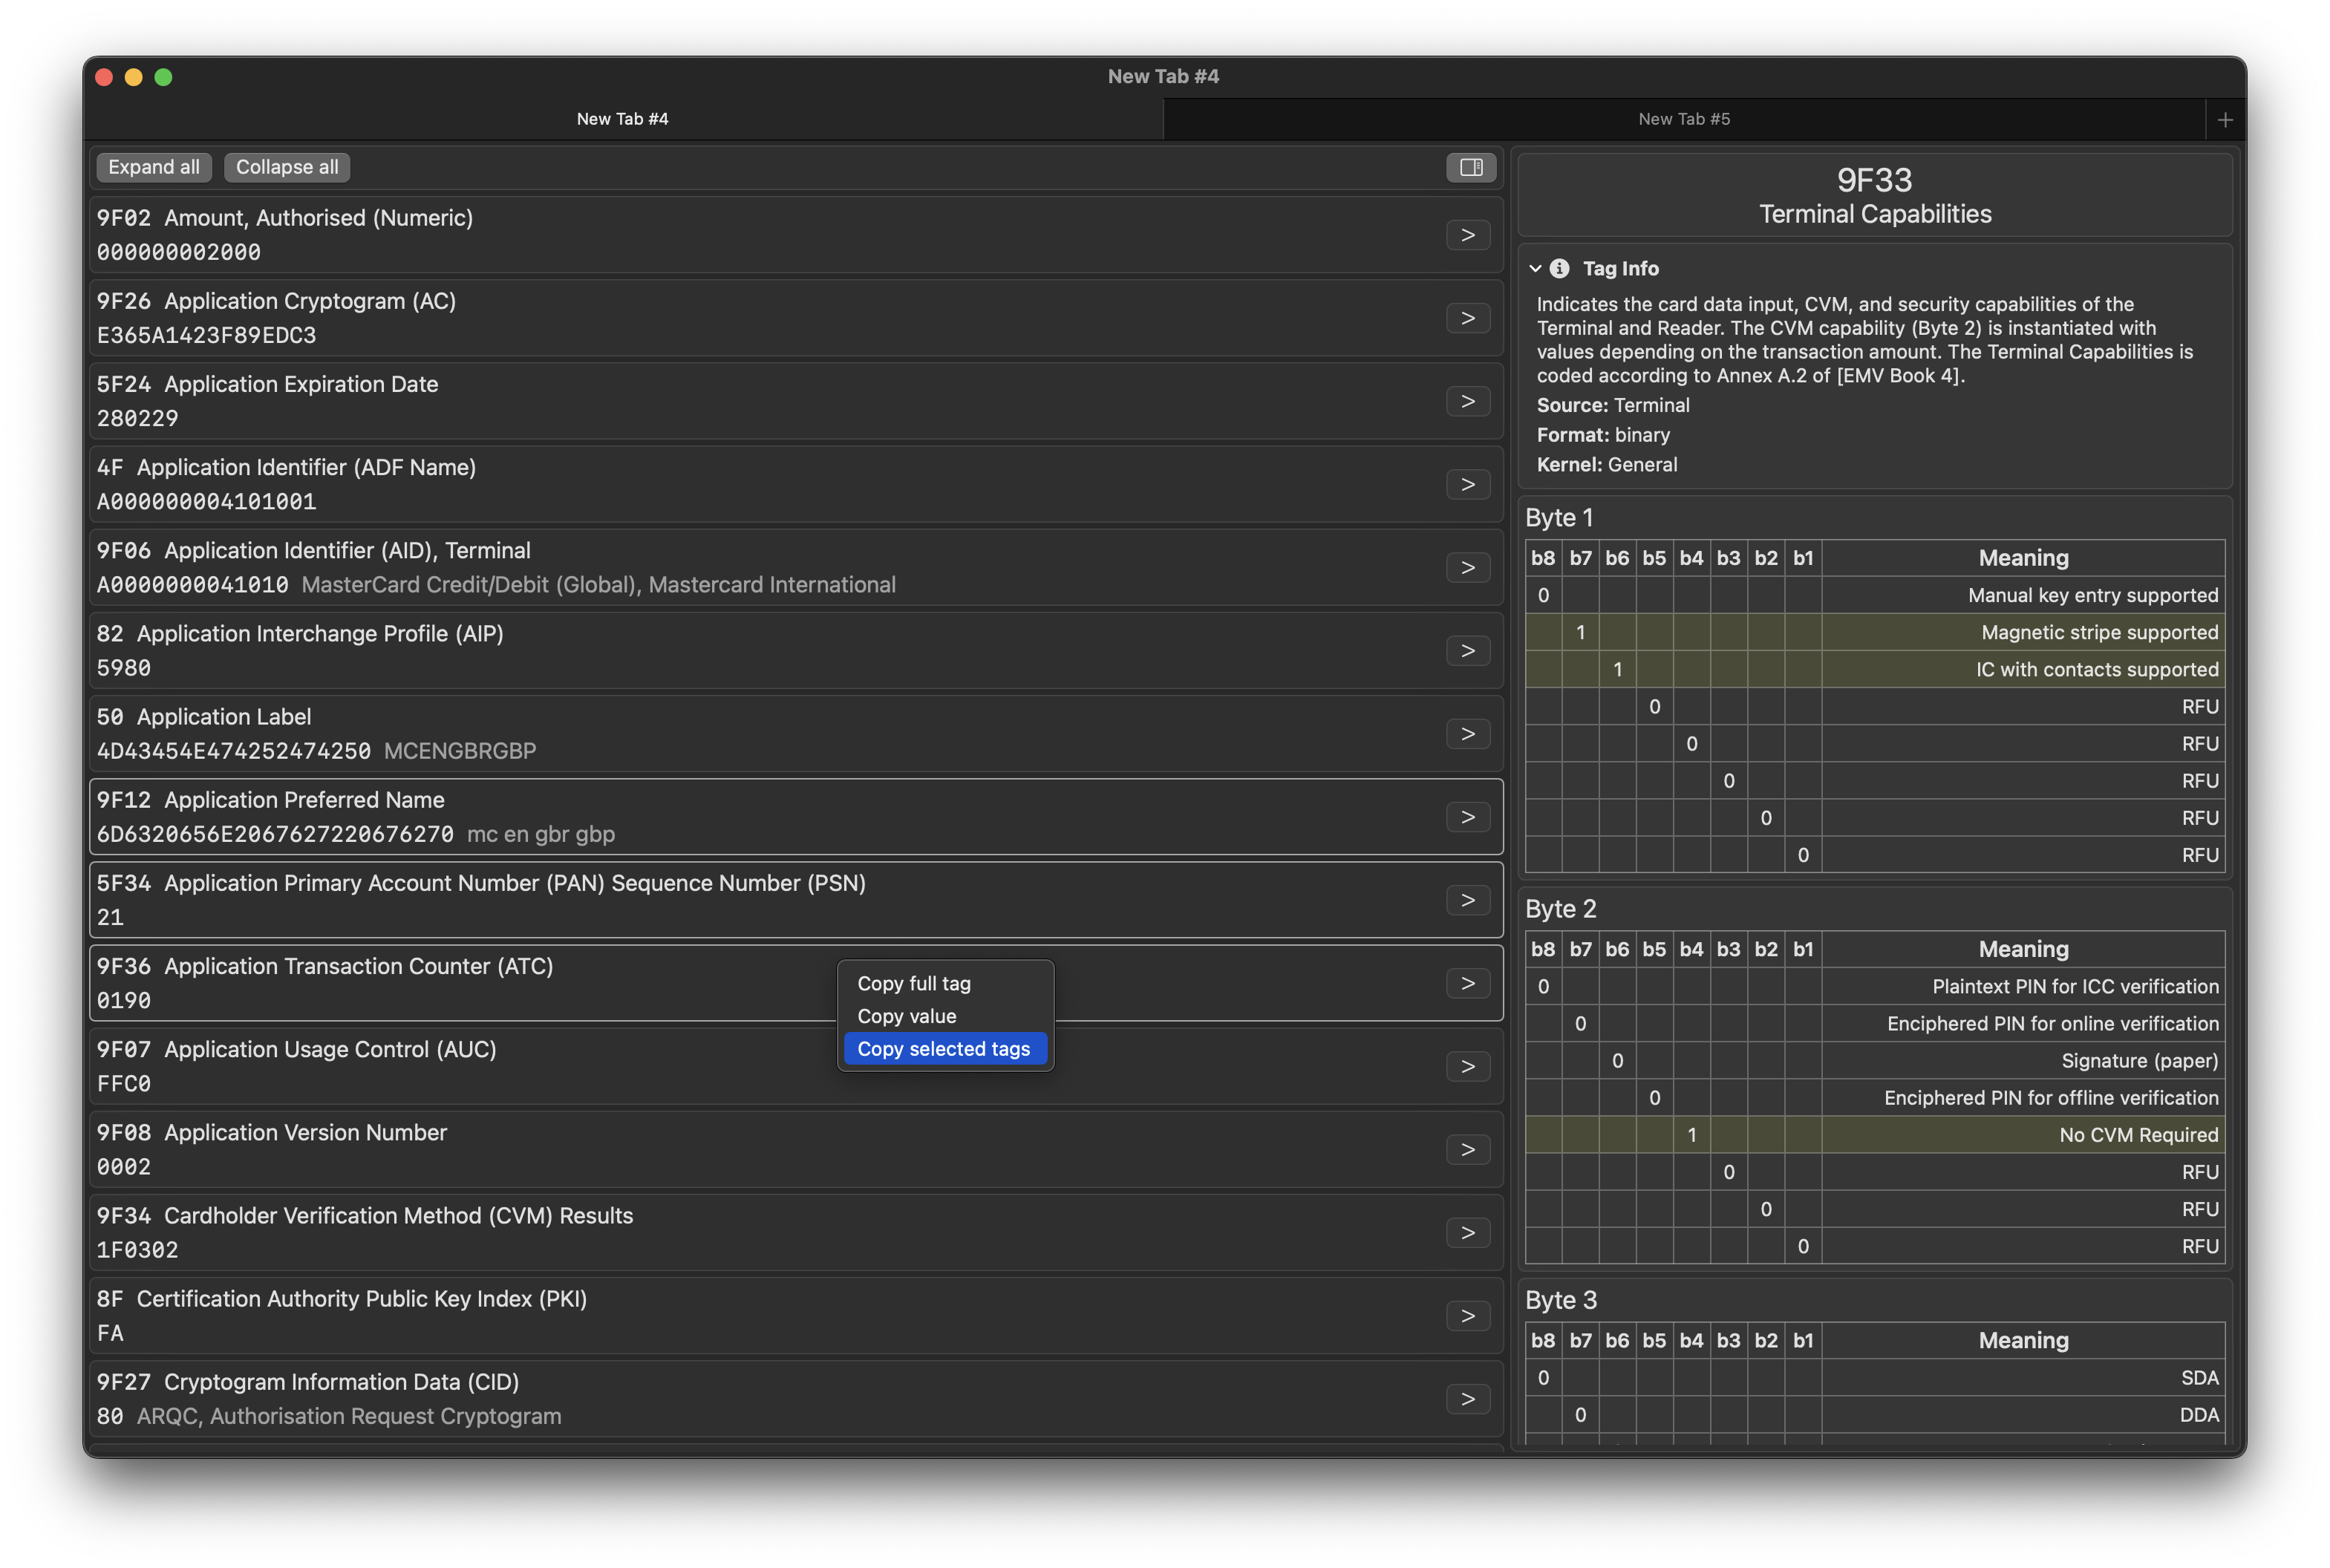 New Tab #4
New Tab #4
New Tab #5
+
Expand all
Collapse all
9F02 Amount, Authorised (Numeric)
000000002000
>
9F26 Application Cryptogram (AC)
E365A1423F89EDC3
>
5F24 Application Expiration Date
280229
>
4F Application Identifier (ADF Name)
A000000004101001
>
9F06 Application Identifier (AID), Terminal
A0000000041010 MasterCard Credit/Debit (Global), Mastercard International
>
82 Application Interchange Profile (AIP)
5980
>
50 Application Label
4D43454E474252474250 MCENGBRGBP
>
9F12 Application Preferred Name
6D6320656E2067627220676270 mc en gbr gbp
>
5F34 Application Primary Account Number (PAN) Sequence Number (PSN)
21
>
9F36 Application Transaction Counter (ATC)
0190
>
Copy full tag
Copy value
Copy selected tags
9F07 Application Usage Control (AUC)
FFC0
>
9F08 Application Version Number
0002
>
9F34 Cardholder Verification Method (CVM) Results
1F0302
>
8F Certification Authority Public Key Index (PKI)
FA
>
9F27 Cryptogram Information Data (CID)
80 ARQC, Authorisation Request Cryptogram
>
9F33
Terminal Capabilities
Tag Info
Indicates the card data input, CVM, and security capabilities of the
Terminal and Reader. The CVM capability (Byte 2) is instantiated with
values depending on the transaction amount. The Terminal Capabilities is
coded according to Annex A.2 of [EMV Book 4].
Source: Terminal
Format: binary
Kernel: General
Byte 1
b8 b7 b6 b5 b4 b3 b2 b1 Meaning
0 Manual key entry supported
1 Magnetic stripe supported
1 IC with contacts supported
0 RFU
0 RFU
0 RFU
0 RFU
0 RFU
Byte 2
b8 b7 b6 b5 b4 b3 b2 b1 Meaning
0 Plaintext PIN for ICC verification
0 Enciphered PIN for online verification
0 Signature (paper)
0 Enciphered PIN for offline verification
1 No CVM Required
0 RFU
0 RFU
0 RFU
Byte 3
b8 b7 b6 b5 b4 b3 b2 b1 Meaning
0 SDA
0 DDA